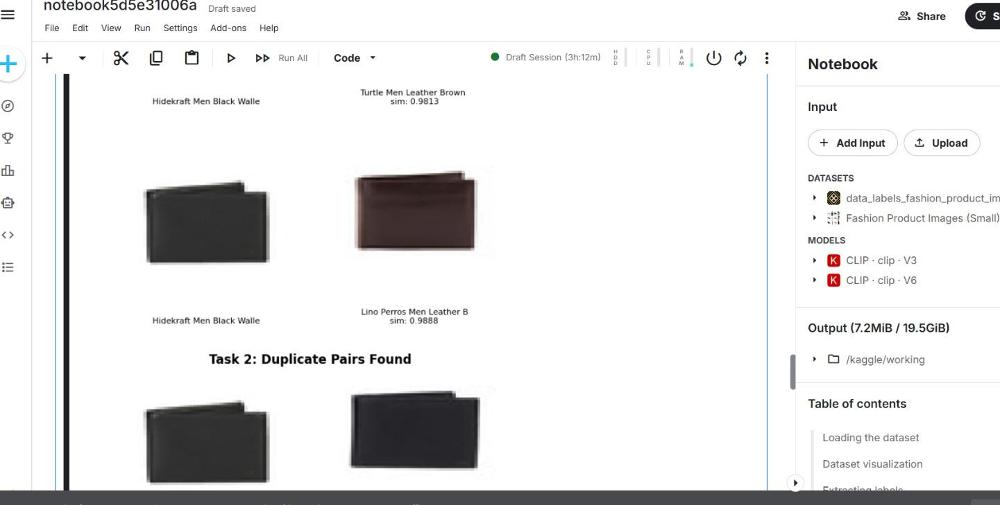 notebook5d5e31006a
Draft saved
File Edit View Run Settings Add-ons Help
Share
S
Run All
Code
Draft Session (3h:12m)
HDD
CPU
RAM
Hidekraft Men Black Walle
Turtle Men Leather Brown
sim: 0.9813
Hidekraft Men Black Walle
Lino Perros Men Leather B
sim: 0.9888
Task 2: Duplicate Pairs Found
Notebook
Input
Add Input
Upload
DATASETS
data_labels_fashion_product_im
Fashion Product Images (Small)
MODELS
K CLIP · clip · V3
K CLIP · clip · V6
Output (7.2MiB / 19.5GiB)
/kaggle/working
Table of contents
Loading the dataset
Dataset visualization
Extracting labels